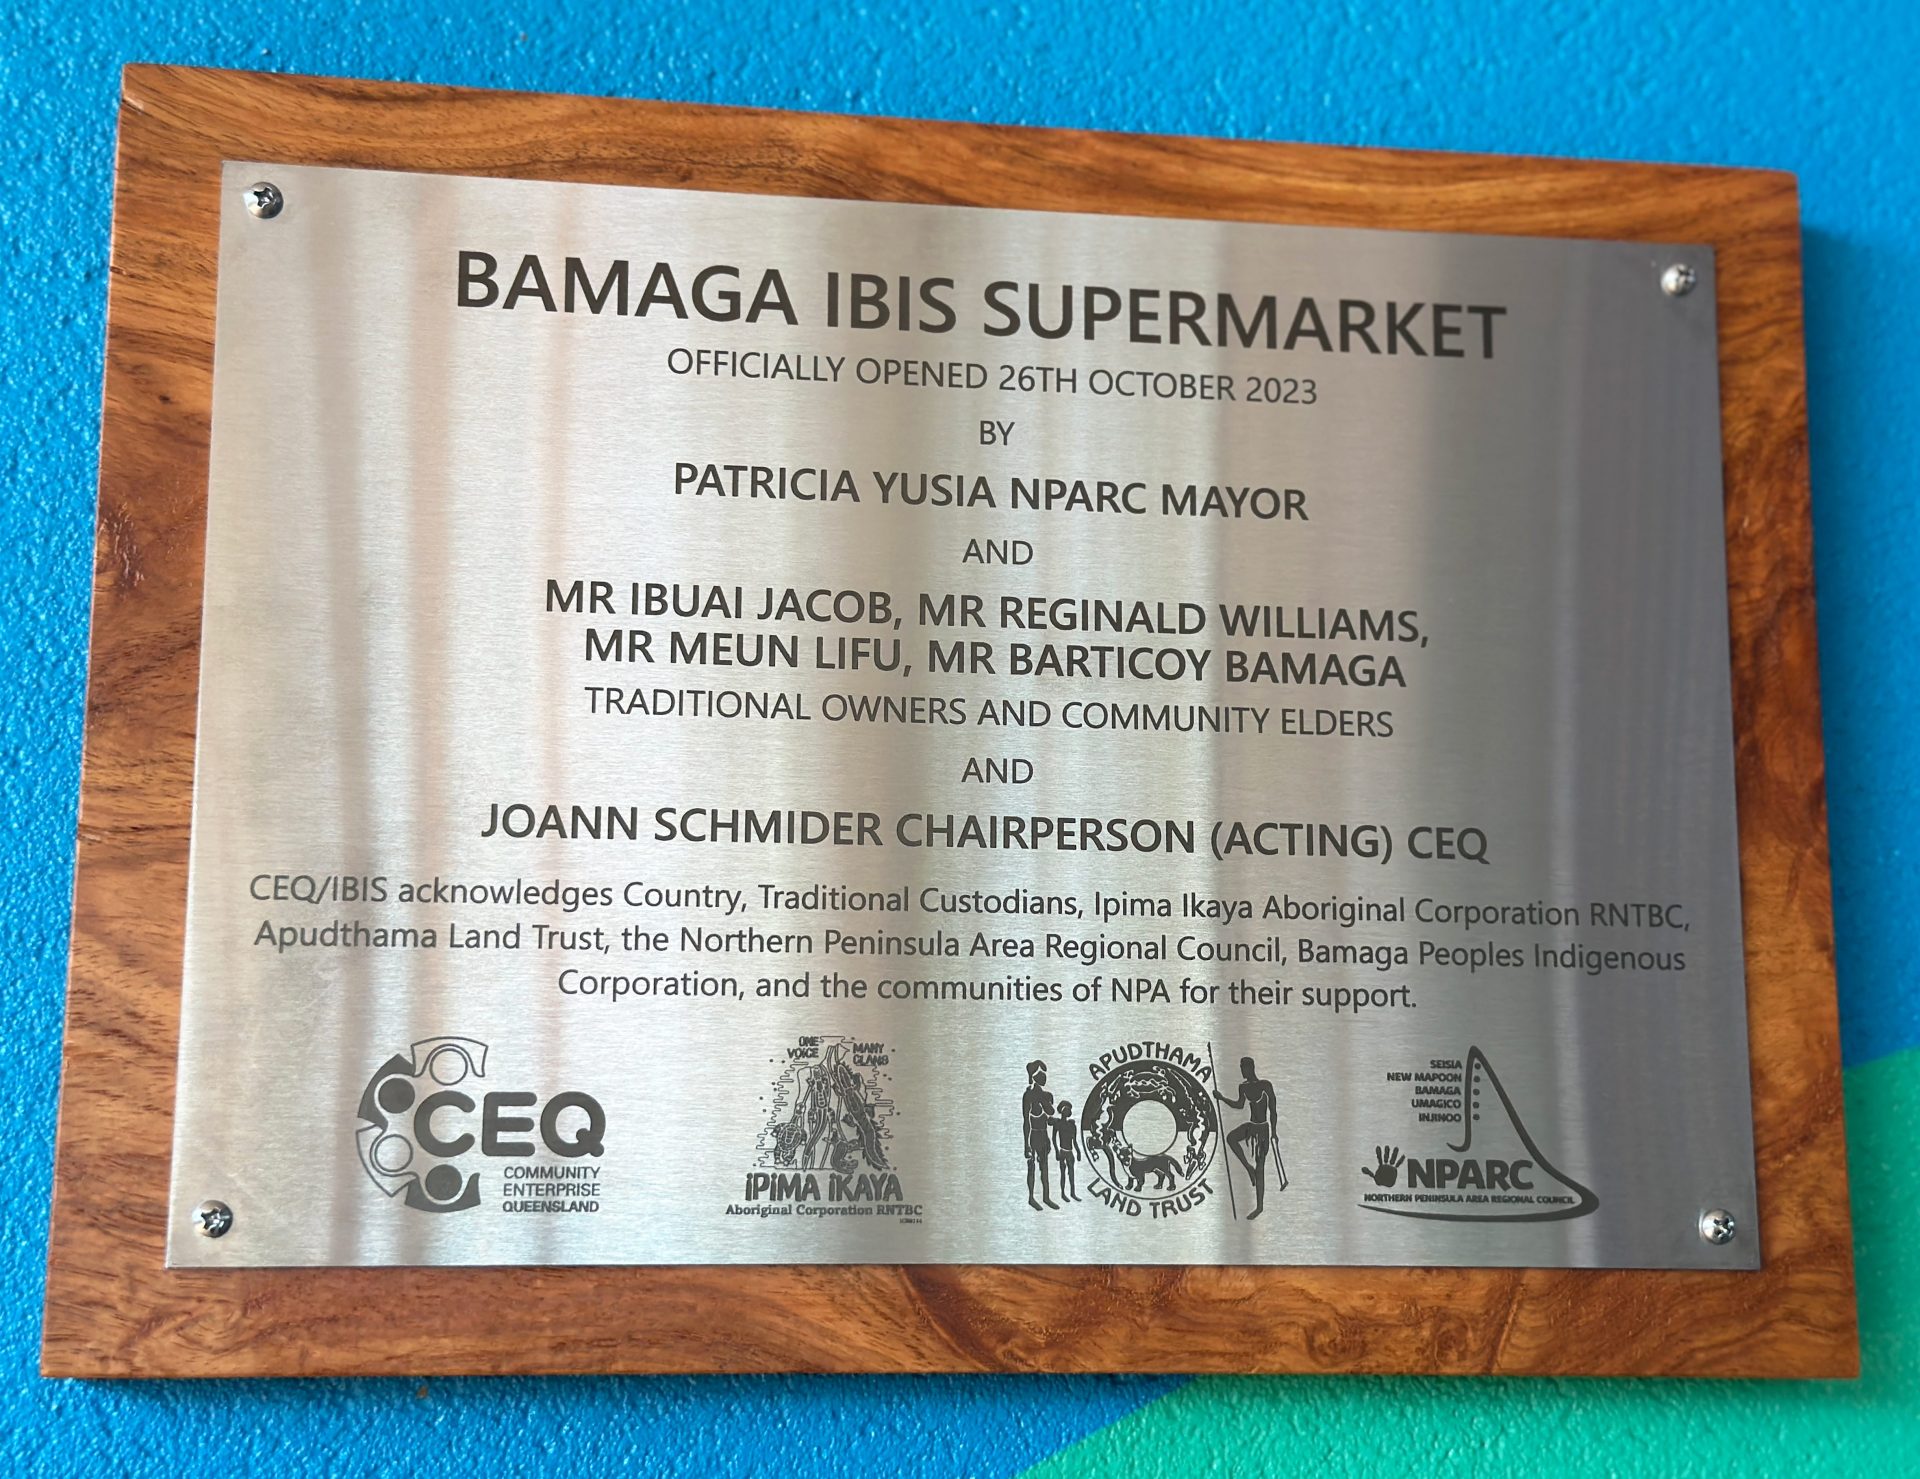 BAMAGA IBIS SUPERMARKET
OFFICIALLY OPENED 26TH OCTOBER 2023
BY
PATRICIA YUSIA NPARC MAYOR
AND
MR IBUAI JACOB, MR REGINALD WILLIAMS,
MR MEUN LIFU, MR BARTICOY BAMAGA
TRADITIONAL OWNERS AND COMMUNITY ELDERS
AND
JOANN SCHMIDER CHAIRPERSON (ACTING) CEQ
CEQ/IBIS acknowledges Country, Traditional Custodians, Ipima Ikaya Aboriginal Corporation RNTBC,
Apudthama Land Trust, the Northern Peninsula Area Regional Council, Bamaga Peoples Indigenous
Corporation, and the communities of NPA for their support.
CEQ
COMMUNITY
ENTERPRISE
QUEENSLAND
ONE VOICE
MANY CLANS
iPiMA iKAYA
Aboriginal Corporation RNTBC
APUDTHAMA
LAND TRUST
SEISIA
NEW MAPOON
BAMAGA
UMAGICO
INJINOO
NPARC
NORTHERN PENINSULA AREA REGIONAL COUNCIL